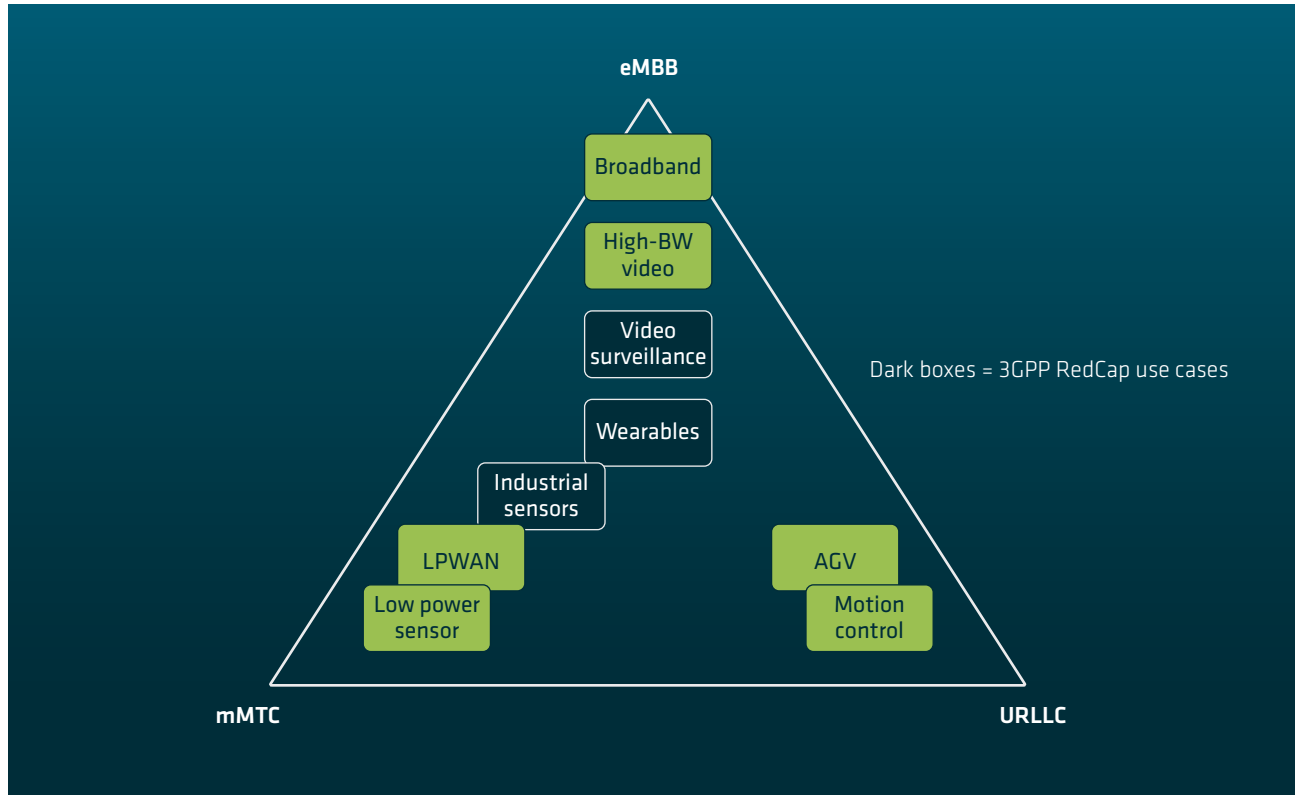 eMBB
Broadband
High-BW
video
Video
surveillance
Dark boxes = 3GPP RedCap use cases
Wearables
Industrial
sensors
LPWAN
AGV
Low power
sensor
Motion
control
mMTC
URLLC